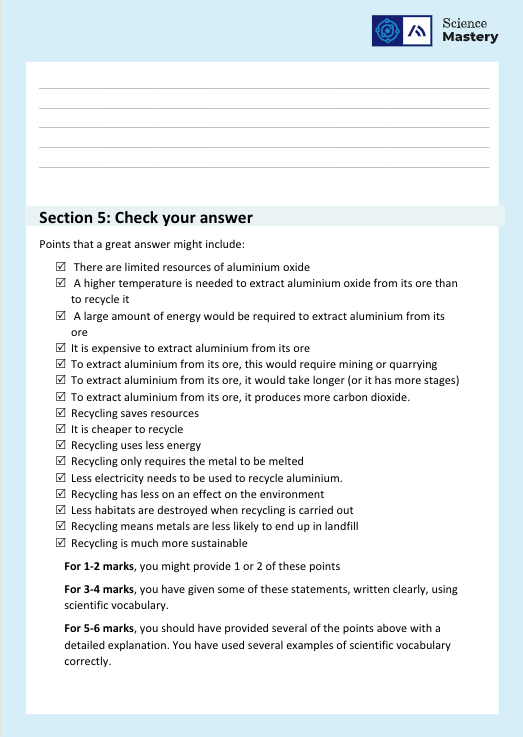 Science
Mastery
Section 5: Check your answer
Points that a great answer might include:
☑ There are limited resources of aluminium oxide
☑ A higher temperature is needed to extract aluminium oxide from its ore than
to recycle it
☑ A large amount of energy would be required to extract aluminium from its
ore
☑ It is expensive to extract aluminium from its ore
☑ To extract aluminium from its ore, this would require mining or quarrying
☑ To extract aluminium from its ore, it would take longer (or it has more stages)
☑ To extract aluminium from its ore, it produces more carbon dioxide.
☑ Recycling saves resources
☑ It is cheaper to recycle
☑ Recycling uses less energy
☑ Recycling only requires the metal to be melted
☑ Less electricity needs to be used to recycle aluminium.
☑ Recycling has less on an effect on the environment
☑ Less habitats are destroyed when recycling is carried out
☑ Recycling means metals are less likely to end up in landfill
☑ Recycling is much more sustainable
For 1-2 marks, you might provide 1 or 2 of these points
For 3-4 marks, you have given some of these statements, written clearly, using
scientific vocabulary.
For 5-6 marks, you should have provided several of the points above with a
detailed explanation. You have used several examples of scientific vocabulary
correctly.